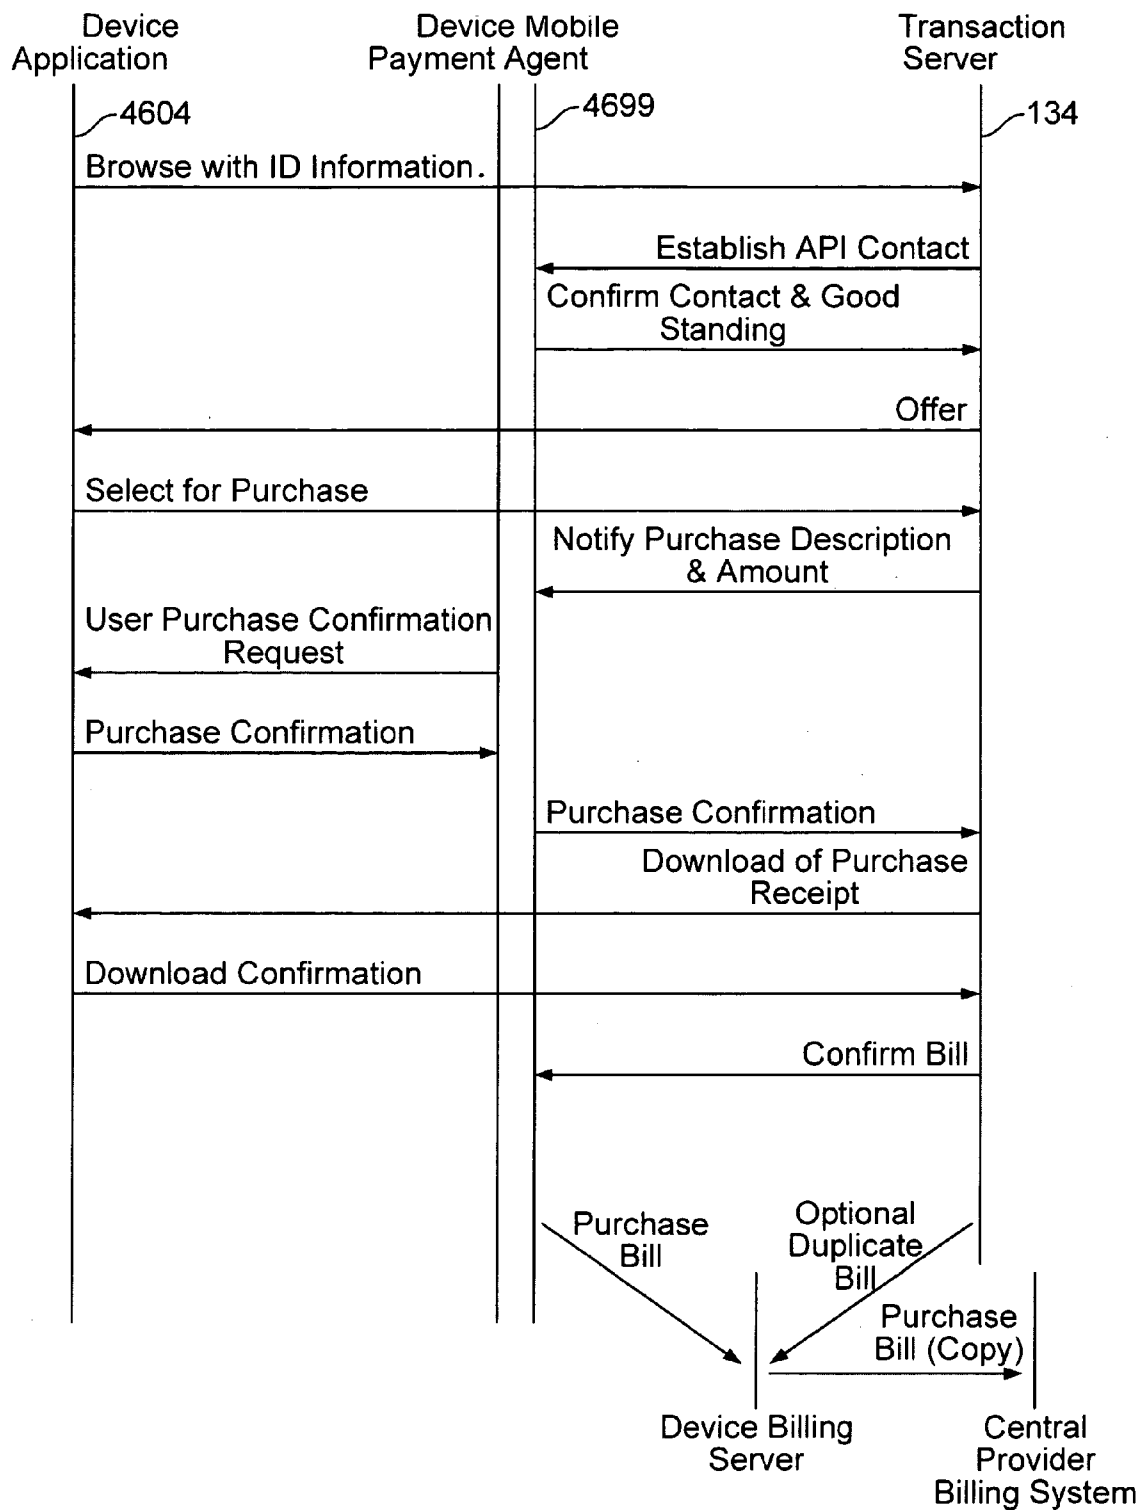 Device
Application
Device Mobile
Payment Agent
Transaction
Server
4604
4699
134
Browse with ID Information.
Establish API Contact
Confirm Contact & Good
Standing
Offer
Select for Purchase
Notify Purchase Description
& Amount
User Purchase Confirmation
Request
Purchase Confirmation
Purchase Confirmation
Download of Purchase
Receipt
Download Confirmation
Confirm Bill
Purchase
Bill
Optional
Duplicate
Bill
Purchase
Bill (Copy)
Device Billing
Server
Central
Provider
Billing System